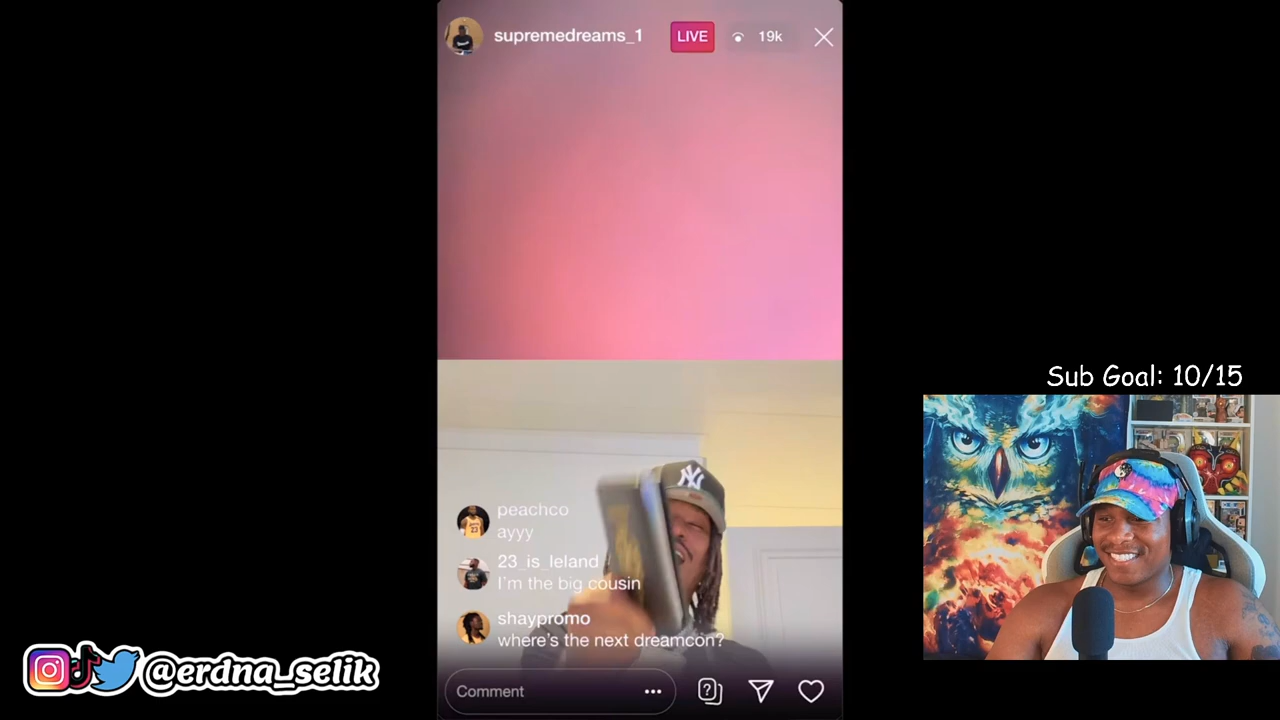 supremedreams_1
LIVE
19k
Sub Goal: 10/15
NY
peachco
ayyy
23_is_leland
I'm the big cousin
shaypromo
where's the next dreamcon?
@erdna_selik
Comment